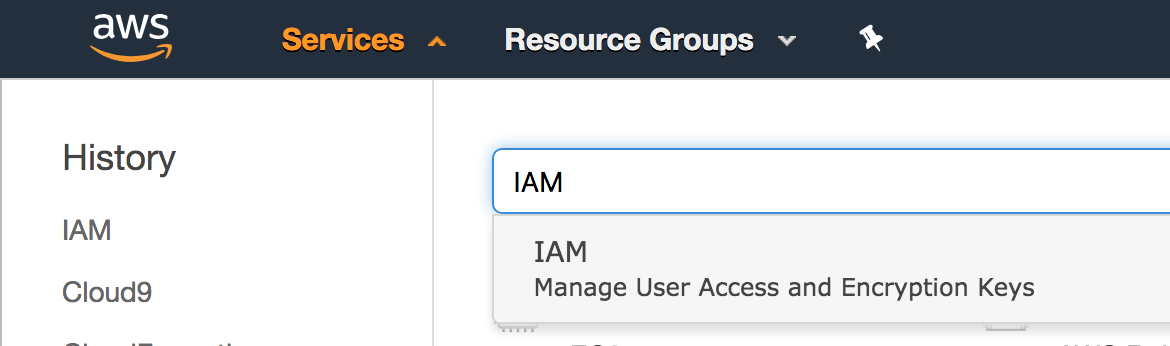 aws
Services
Resource Groups
History
IAM
Cloud9
IAM
IAM
Manage User Access and Encryption Keys